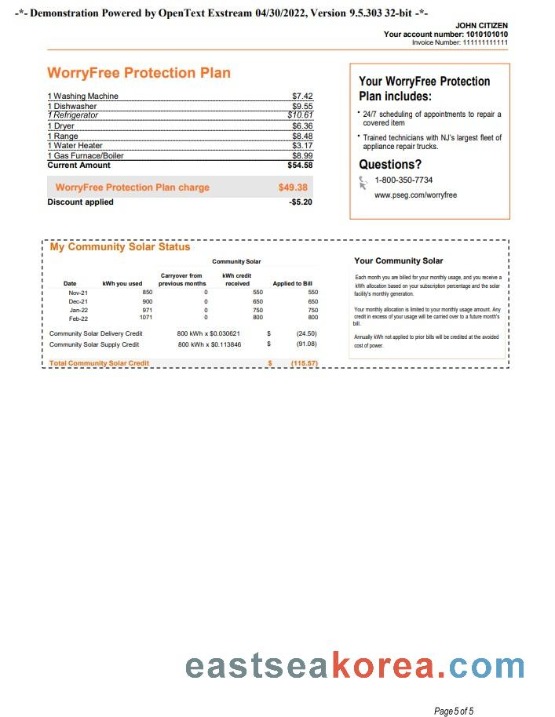 -*- Demonstration Powered by OpenText Exstream 04/30/2022, Version 9.5.303 32-bit -*-
JOHN CITIZEN
Your account number: 1010101010
Invoice Number: 111111111111
WorryFree Protection Plan
1 Washing Machine $7.42
1 Dishwasher $9.55
1 Refrigerator $10.61
1 Dryer $6.36
1 Range $8.48
1 Water Heater $3.17
1 Gas Furnace/Boiler $8.99
Current Amount $54.58
WorryFree Protection Plan charge $49.38
Discount applied -$5.20
Your WorryFree Protection
Plan includes:
* 24/7 scheduling of appointments to repair a
covered item
* Trained technicians with NJ's largest fleet of
appliance repair trucks.
Questions?
1-800-350-7734
www.pseg.com/worryfree
My Community Solar Status
Community Solar
Date kWh you used Carryover from previous months kWh credit received Applied to Bill
Nov-21 850 0 550 550
Dec-21 900 0 650 650
Jan-22 971 0 750 750
Feb-22 1071 0 800 800
Community Solar Delivery Credit 800 kWh x $0.030621 $ (24.50)
Community Solar Supply Credit 800 kWh x $0.113846 $ (91.08)
Total Community Solar Credit $ (115.57)
Your Community Solar
Each month you are billed for your monthly usage, and you receive a
kWh allocation based on your subscription percentage and the solar
facility's monthly generation.
Your monthly allocation is limited to your monthly usage amount. Any
credit in excess of your usage will be carried over to a future month's
bill.
Annually kWh not applied to prior bills will be credited at the avoided
cost of power.
eastseakorea.com
Page 5 of 5